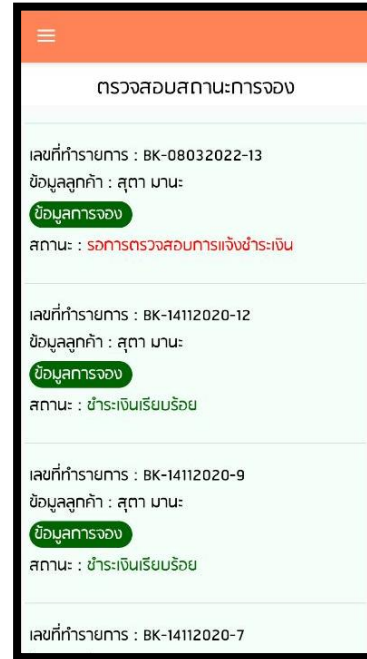 ตรวจสอบสถานะการจอง
เลขที่ทำรายการ : BK-08032022-13
ข้อมูลลูกค้า : สุตา มานะ
ข้อมูลการจอง
สถานะ : รอการตรวจสอบการแจ้งชำระเงิน
เลขที่ทำรายการ : BK-14112020-12
ข้อมูลลูกค้า : สุตา มานะ
ข้อมูลการจอง
สถานะ : ชำระเงินเรียบร้อย
เลขที่ทำรายการ : BK-14112020-9
ข้อมูลลูกค้า : สุตา มานะ
ข้อมูลการจอง
สถานะ : ชำระเงินเรียบร้อย
เลขที่ทำรายการ : BK-14112020-7